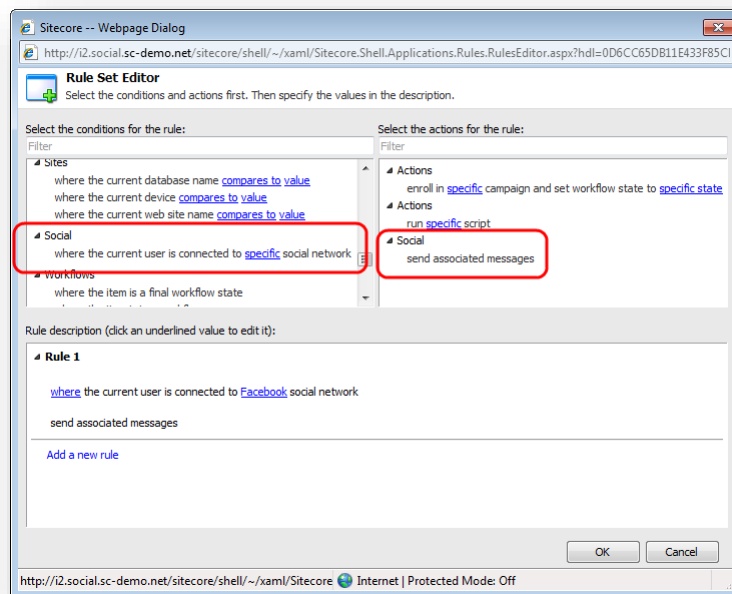 Sitecore -- Webpage Dialog
http://i2.social.sc-demo.net/sitecore/shell/~/xaml/Sitecore.Shell.Applications.Rules.RulesEditor.aspx?hdl=0D6CC65DB11E433F85CI
Rule Set Editor
Select the conditions and actions first. Then specify the values in the description.
Select the conditions for the rule:
Filter
Sites
where the current database name compares to value
where the current device compares to value
where the current web site name compares to value
Social
where the current user is connected to specific social network
Workflows
where the item is a final workflow state
Select the actions for the rule:
Filter
Actions
enroll in specific campaign and set workflow state to specific state
Actions
run specific script
Social
send associated messages
Rule description (click an underlined value to edit it):
Rule 1
where the current user is connected to Facebook social network
send associated messages
Add a new rule
OK
Cancel
http://i2.social.sc-demo.net/sitecore/shell/~/xaml/Sitecore
Internet | Protected Mode: Off